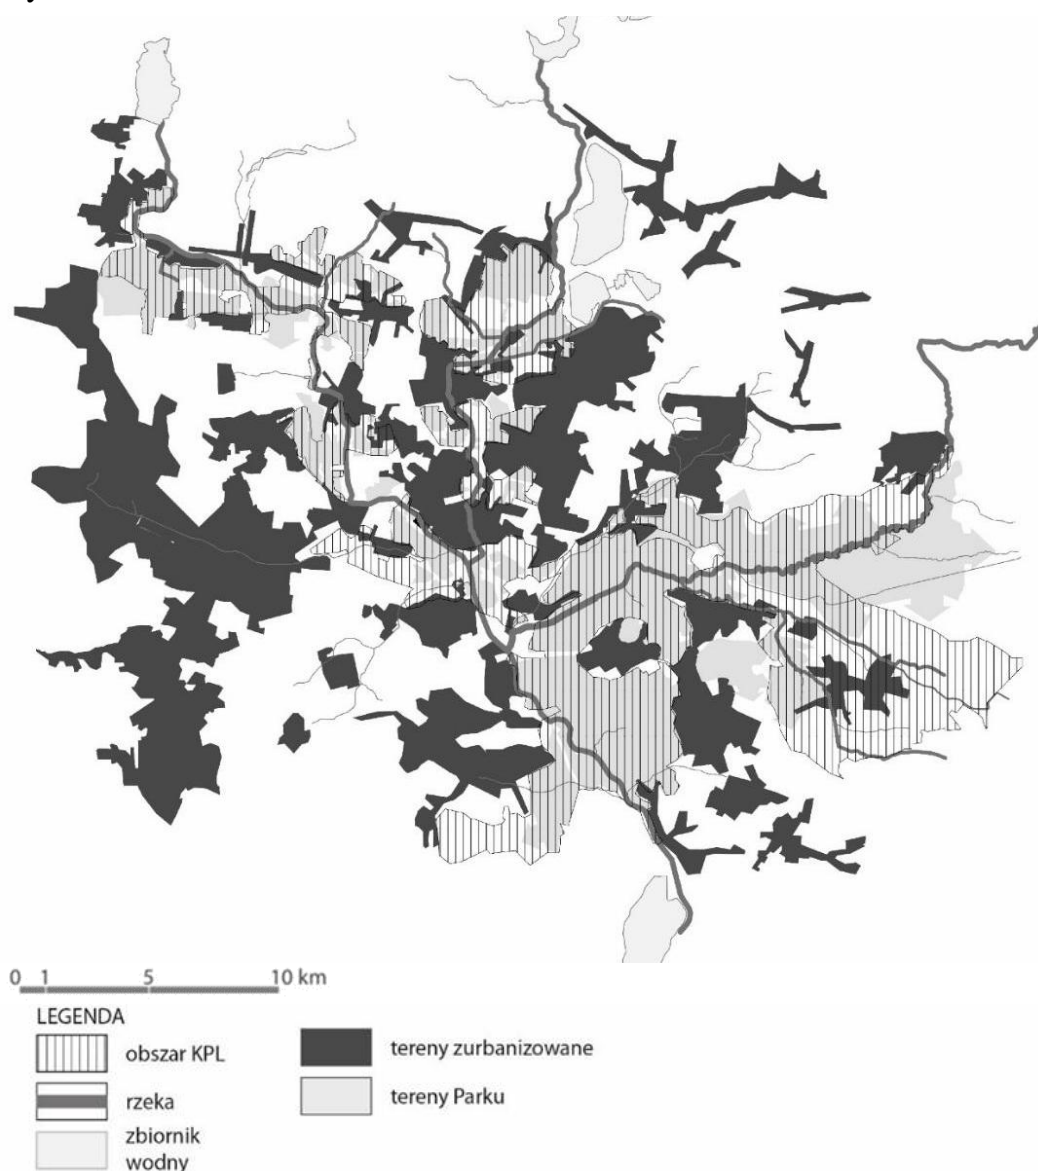 0 1 5 10 km
LEGENDA
obszar KPL
rzeka
zbiornik
wodny
tereny zurbanizowane
tereny Parku